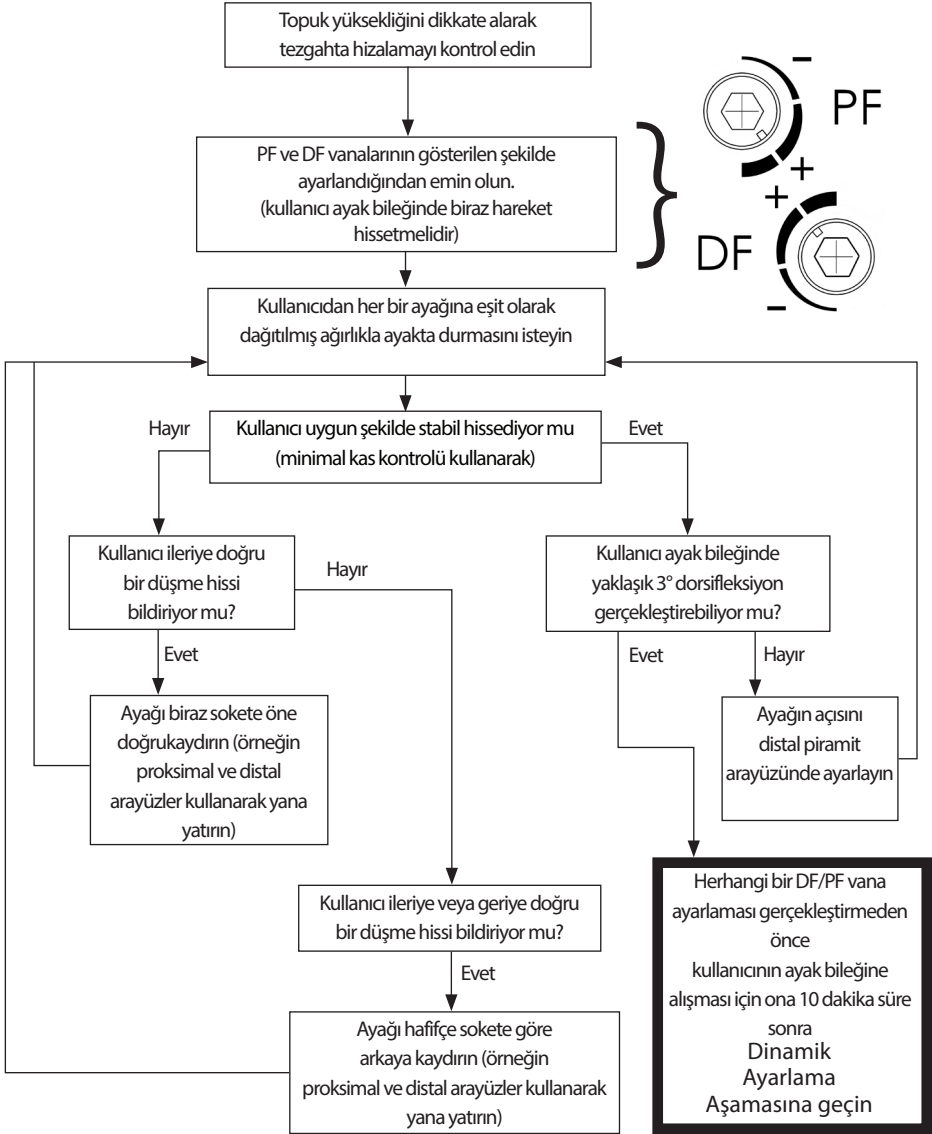 Topuk yüksekliğini dikkate alarak
tezgahta hizalamayı kontrol edin
PF ve DF vanalarının gösterilen şekilde
ayarlandığından emin olun.
(kullanıcı ayak bileğinde biraz hareket
hissetmelidir)
-
PF
+
+
DF
-
Kullanıcıdan her bir ayağına eşit olarak
dağıtılmış ağırlıkla ayakta durmasını isteyin
Hayır
Kullanıcı uygun şekilde stabil hissediyor mu
(minimal kas kontrolü kullanarak)
Evet
Kullanıcı ileriye doğru
bir düşme hissi
bildiriyor mu?
Hayır
Evet
Ayağı biraz sokete öne
doğrukaydırın (örneğin
proksimal ve distal
arayüzler kullanarak yana
yatırın)
Kullanıcı ayak bileğinde
yaklaşık 3° dorsifleksiyon
gerçekleştirebiliyor mu?
Evet
Hayır
Ayağın açısını
distal piramit
arayüzünde ayarlayın
Kullanıcı ileriye veya geriye doğru
bir düşme hissi bildiriyor mu?
Evet
Ayağı hafifçe sokete göre
arkaya kaydırın (örneğin
proksimal ve distal arayüzler kullanarak
yana yatırın)
Herhangi bir DF/PF vana
ayarlaması gerçekleştirmeden
önce
kullanıcının ayak bileğine
alışması için ona 10 dakika süre
sonra
Dinamik
Ayarlama
Aşamasına geçin